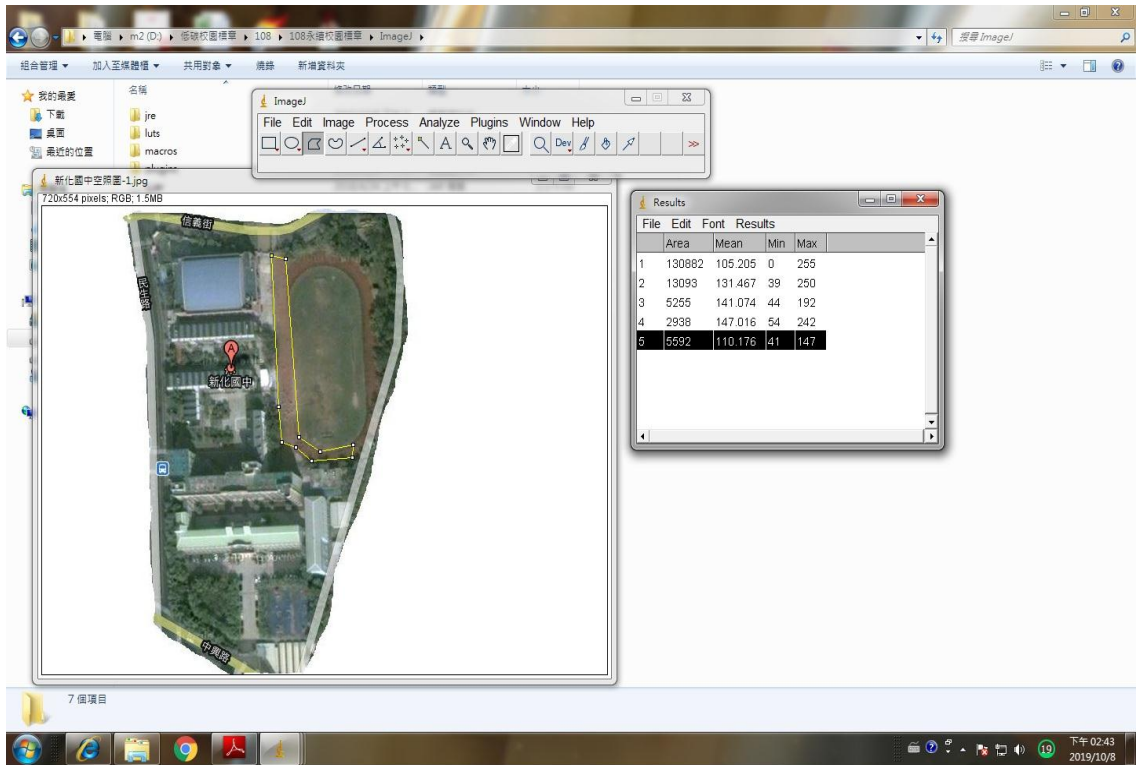 電腦 ▸ m2 (D:) ▸ 低碳校園標章 ▸ 108 ▸ 108永續校園標章 ▸ ImageJ ▸
搜尋 ImageJ
組合管理 ▾ 加入至媒體櫃 ▾ 共用對象 ▾ 燒錄 新增資料夾
我的最愛
下載
桌面
最近的位置
名稱
jre
luts
macros
ImageJ
File Edit Image Process Analyze Plugins Window Help
A Dev >>
新化國中空照圖-1.jpg
720x554 pixels; RGB; 1.5MB
信義街
民生路
A
新化國中
中興路
Results
File Edit Font Results
Area Mean Min Max
1 130882 105.205 0 255
2 13093 131.467 39 250
3 5255 141.074 44 192
4 2938 147.016 54 242
5 5592 110.176 41 147
7 個項目
19
下午 02:43
2019/10/8